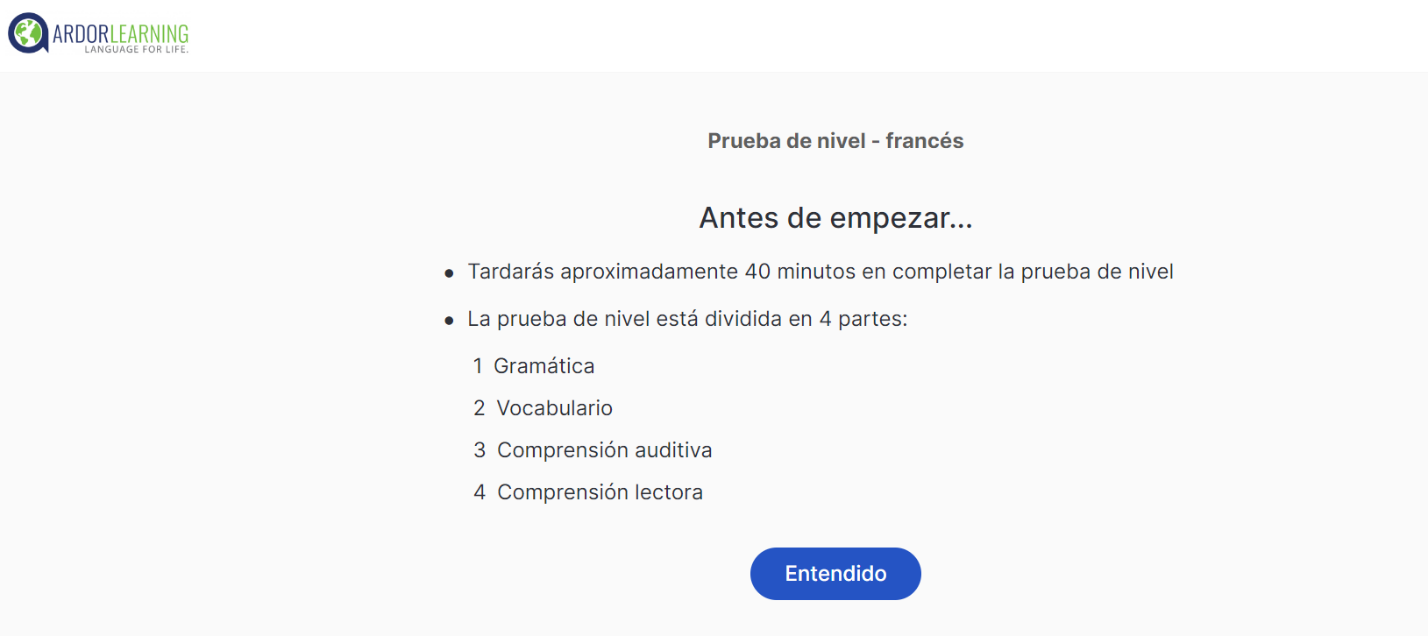 ARDORLEARNING
LANGUAGE FOR LIFE.
Prueba de nivel - francés
Antes de empezar...
● Tardarás aproximadamente 40 minutos en completar la prueba de nivel
● La prueba de nivel está dividida en 4 partes:
1 Gramática
2 Vocabulario
3 Comprensión auditiva
4 Comprensión lectora
Entendido